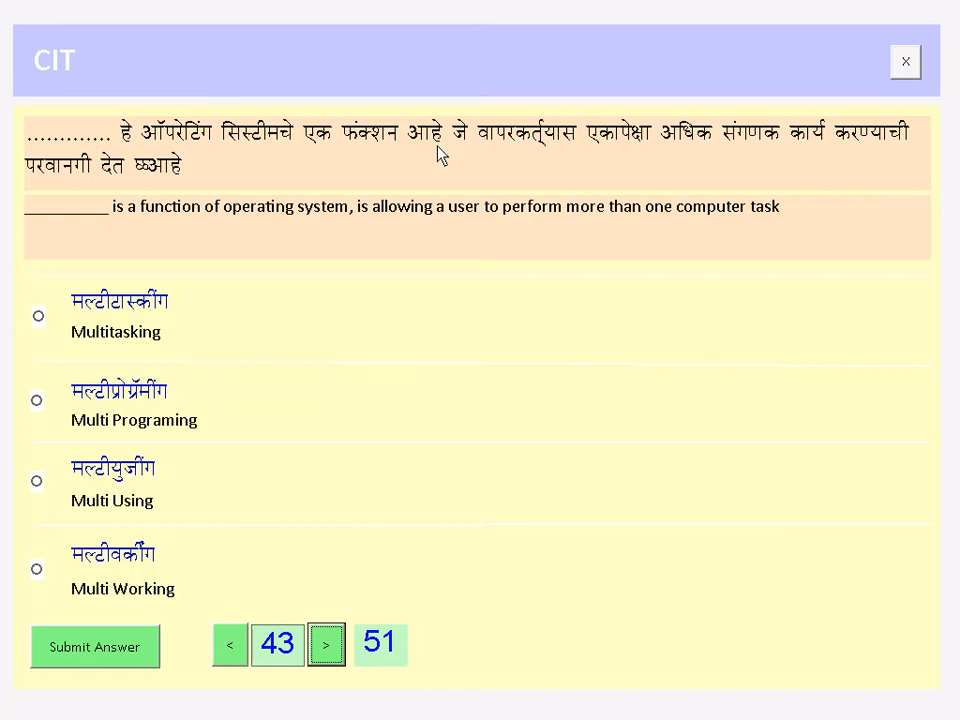 CIT
x
............. हे ऑपरेटिंग सिस्टीमचे एक फंक्शन आहे जे वापरकर्त्यास एकापेक्षा अधिक संगणक कार्य करण्याची
परवानगी देत छआहे
__________ is a function of operating system, is allowing a user to perform more than one computer task
मल्टीटास्कींग
Multitasking
मल्टीप्रोग्रॅमींग
Multi Programing
मल्टीयुजींग
Multi Using
मल्टीवर्कींग
Multi Working
Submit Answer < 43 > 51